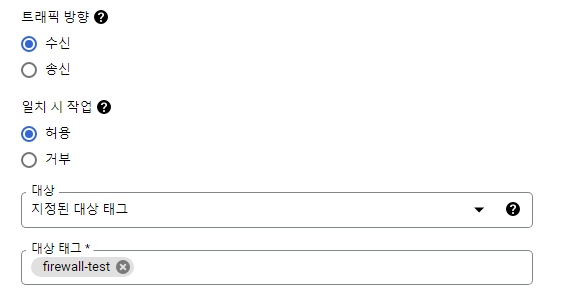 트래픽 방향 ?
수신
송신
일치 시 작업 ?
허용
거부
대상
지정된 대상 태그 ?
대상 태그 *
firewall-test